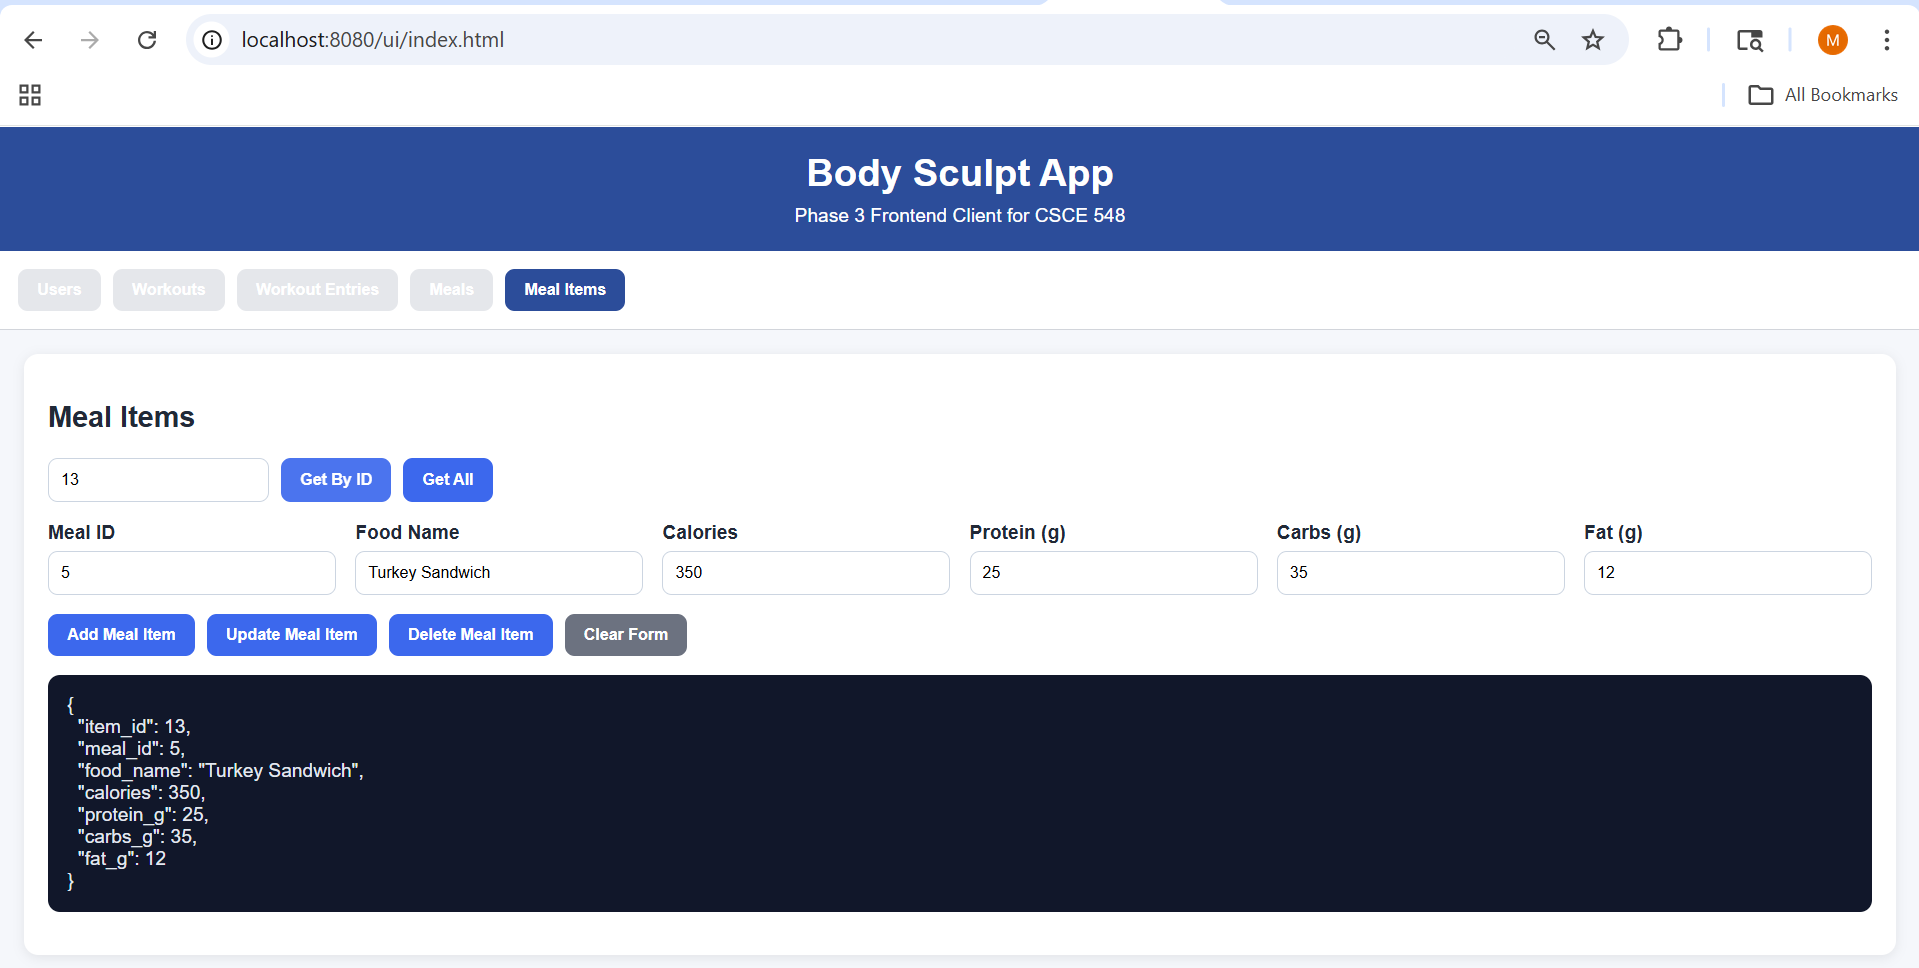 localhost:8080/ui/index.html
M
All Bookmarks
Body Sculpt App
Phase 3 Frontend Client for CSCE 548
Users Workouts Workout Entries Meals Meal Items
Meal Items
13 Get By ID Get All
Meal ID Food Name Calories Protein (g) Carbs (g) Fat (g)
5 Turkey Sandwich 350 25 35 12
Add Meal Item Update Meal Item Delete Meal Item Clear Form
{
"item_id": 13,
"meal_id": 5,
"food_name": "Turkey Sandwich",
"calories": 350,
"protein_g": 25,
"carbs_g": 35,
"fat_g": 12
}